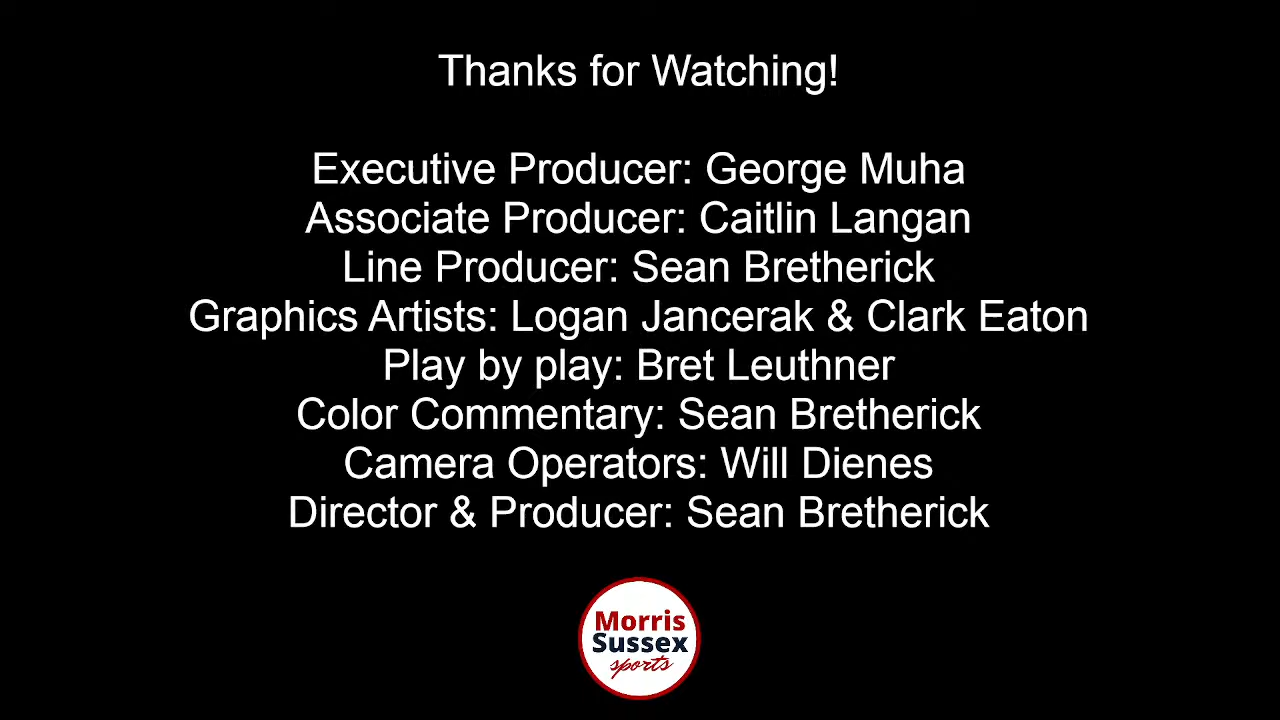 Thanks for Watching!
Executive Producer: George Muha
Associate Producer: Caitlin Langan
Line Producer: Sean Bretherick
Graphics Artists: Logan Jancerak & Clark Eaton
Play by play: Bret Leuthner
Color Commentary: Sean Bretherick
Camera Operators: Will Dienes
Director & Producer: Sean Bretherick
Morris
Sussex
sports